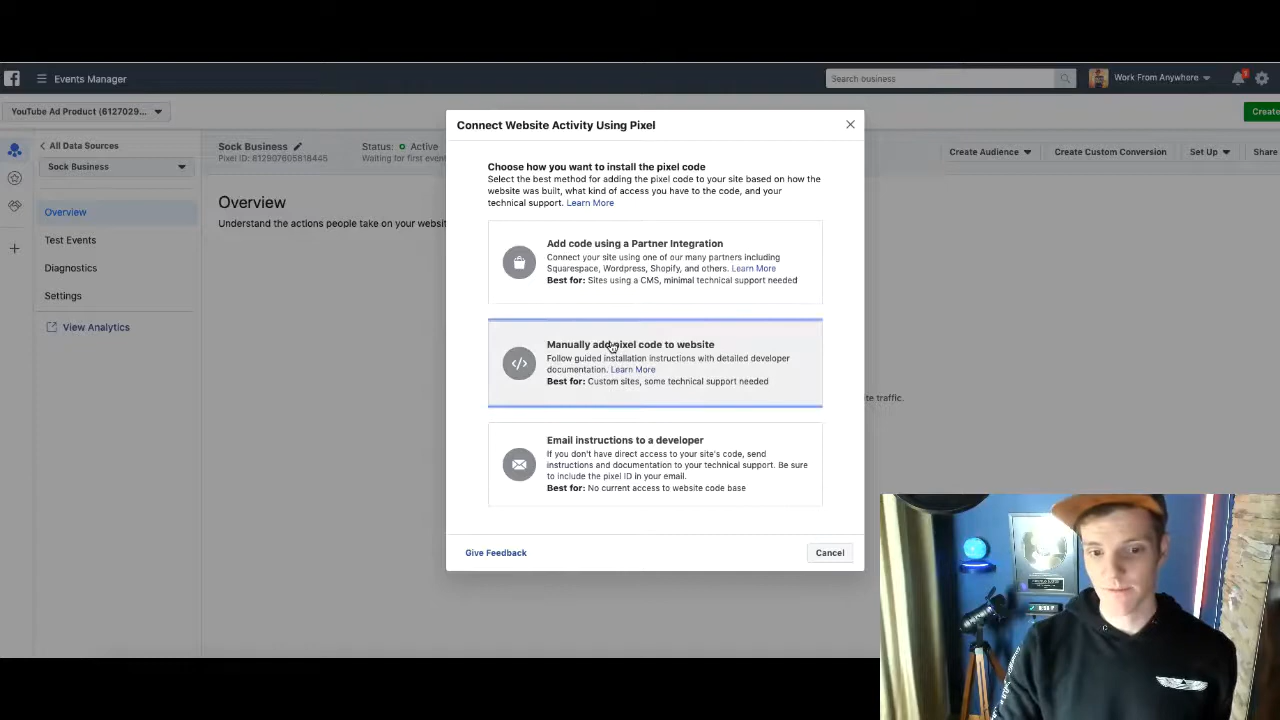 Events Manager
Search business
Work From Anywhere
YouTube Ad Product (6127029...
Create
All Data Sources
Sock Business
Sock Business
Pixel ID: 612907605818445
Status: Active
Waiting for first event
Create Audience
Create Custom Conversion
Set Up
Share
Overview
Test Events
Diagnostics
Settings
View Analytics
Overview
Understand the actions people take on your websit
te traffic.
Connect Website Activity Using Pixel
Choose how you want to install the pixel code
Select the best method for adding the pixel code to your site based on how the
website was built, what kind of access you have to the code, and your
technical support. Learn More
Add code using a Partner Integration
Connect your site using one of our many partners including
Squarespace, Wordpress, Shopify, and others. Learn More
Best for: Sites using a CMS, minimal technical support needed
Manually add pixel code to website
Follow guided installation instructions with detailed developer
documentation. Learn More
Best for: Custom sites, some technical support needed
Email instructions to a developer
If you don't have direct access to your site's code, send
instructions and documentation to your technical support. Be sure
to include the pixel ID in your email.
Best for: No current access to website code base
Give Feedback
Cancel